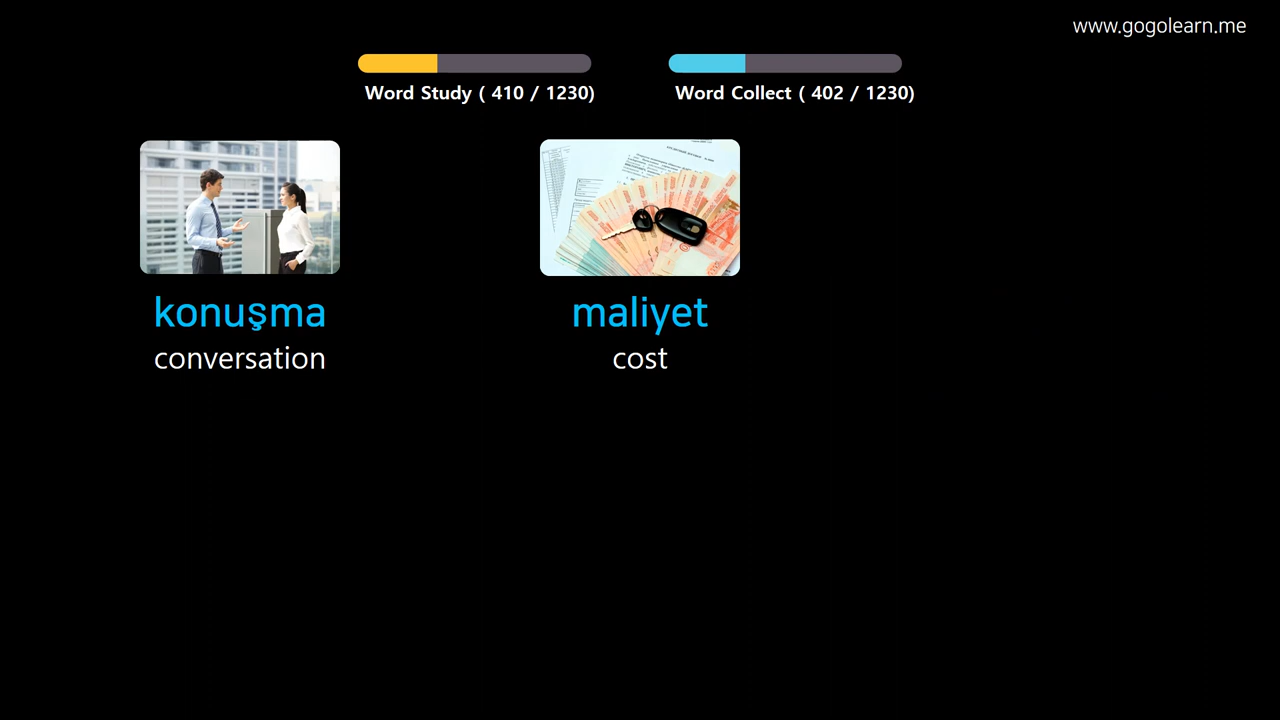 www.gogolearn.me
Word Study ( 410 / 1230)
Word Collect ( 402 / 1230)
konuşma
conversation
maliyet
cost